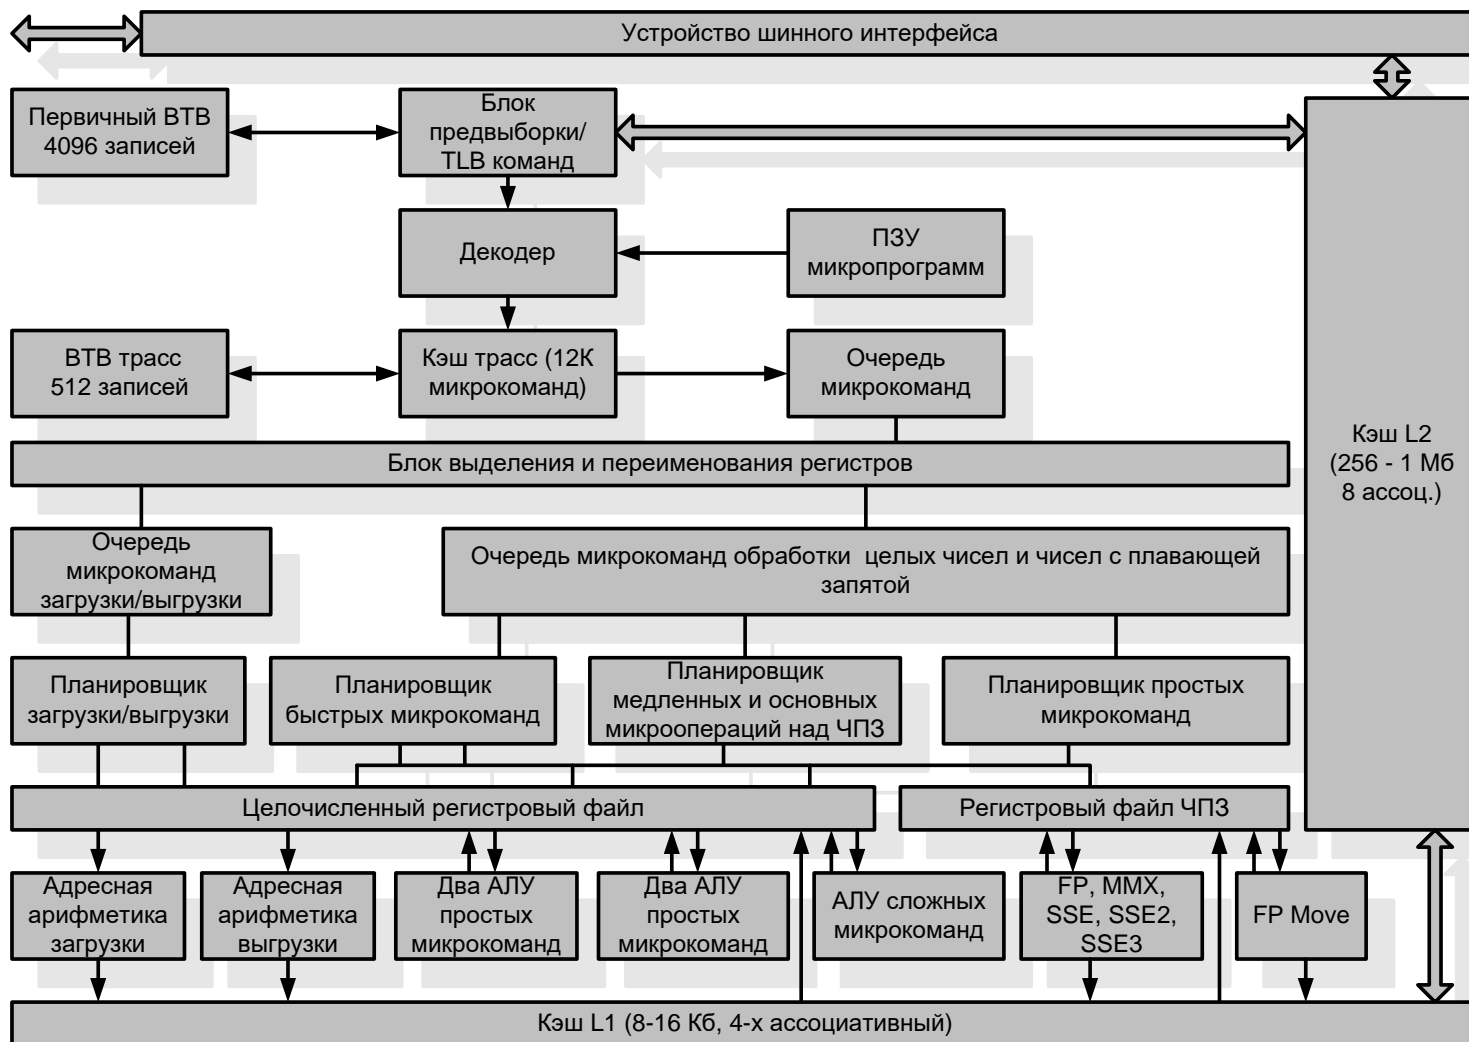 Устройство шинного интерфейса
Первичный BTB
4096 записей
Блок
предвыборки/
TLB команд
Декодер
ПЗУ
микропрограмм
BTB трасс
512 записей
Кэш трасс (12К
микрокоманд)
Очередь
микрокоманд
Кэш L2
(256 - 1 Мб
8 ассоц.)
Блок выделения и переименования регистров
Очередь
микрокоманд
загрузки/выгрузки
Очередь микрокоманд обработки  целых чисел и чисел с плавающей
запятой
Планировщик
загрузки/выгрузки
Планировщик
быстрых микрокоманд
Планировщик
медленных и основных
микроопераций над ЧПЗ
Планировщик простых
микрокоманд
Целочисленный регистровый файл
Регистровый файл ЧПЗ
Адресная
арифметика
загрузки
Адресная
арифметика
выгрузки
Два АЛУ
простых
микрокоманд
Два АЛУ
простых
микрокоманд
АЛУ сложных
микрокоманд
FP, MMX,
SSE, SSE2,
SSE3
FP Move
Кэш L1 (8-16 Кб, 4-х ассоциативный)